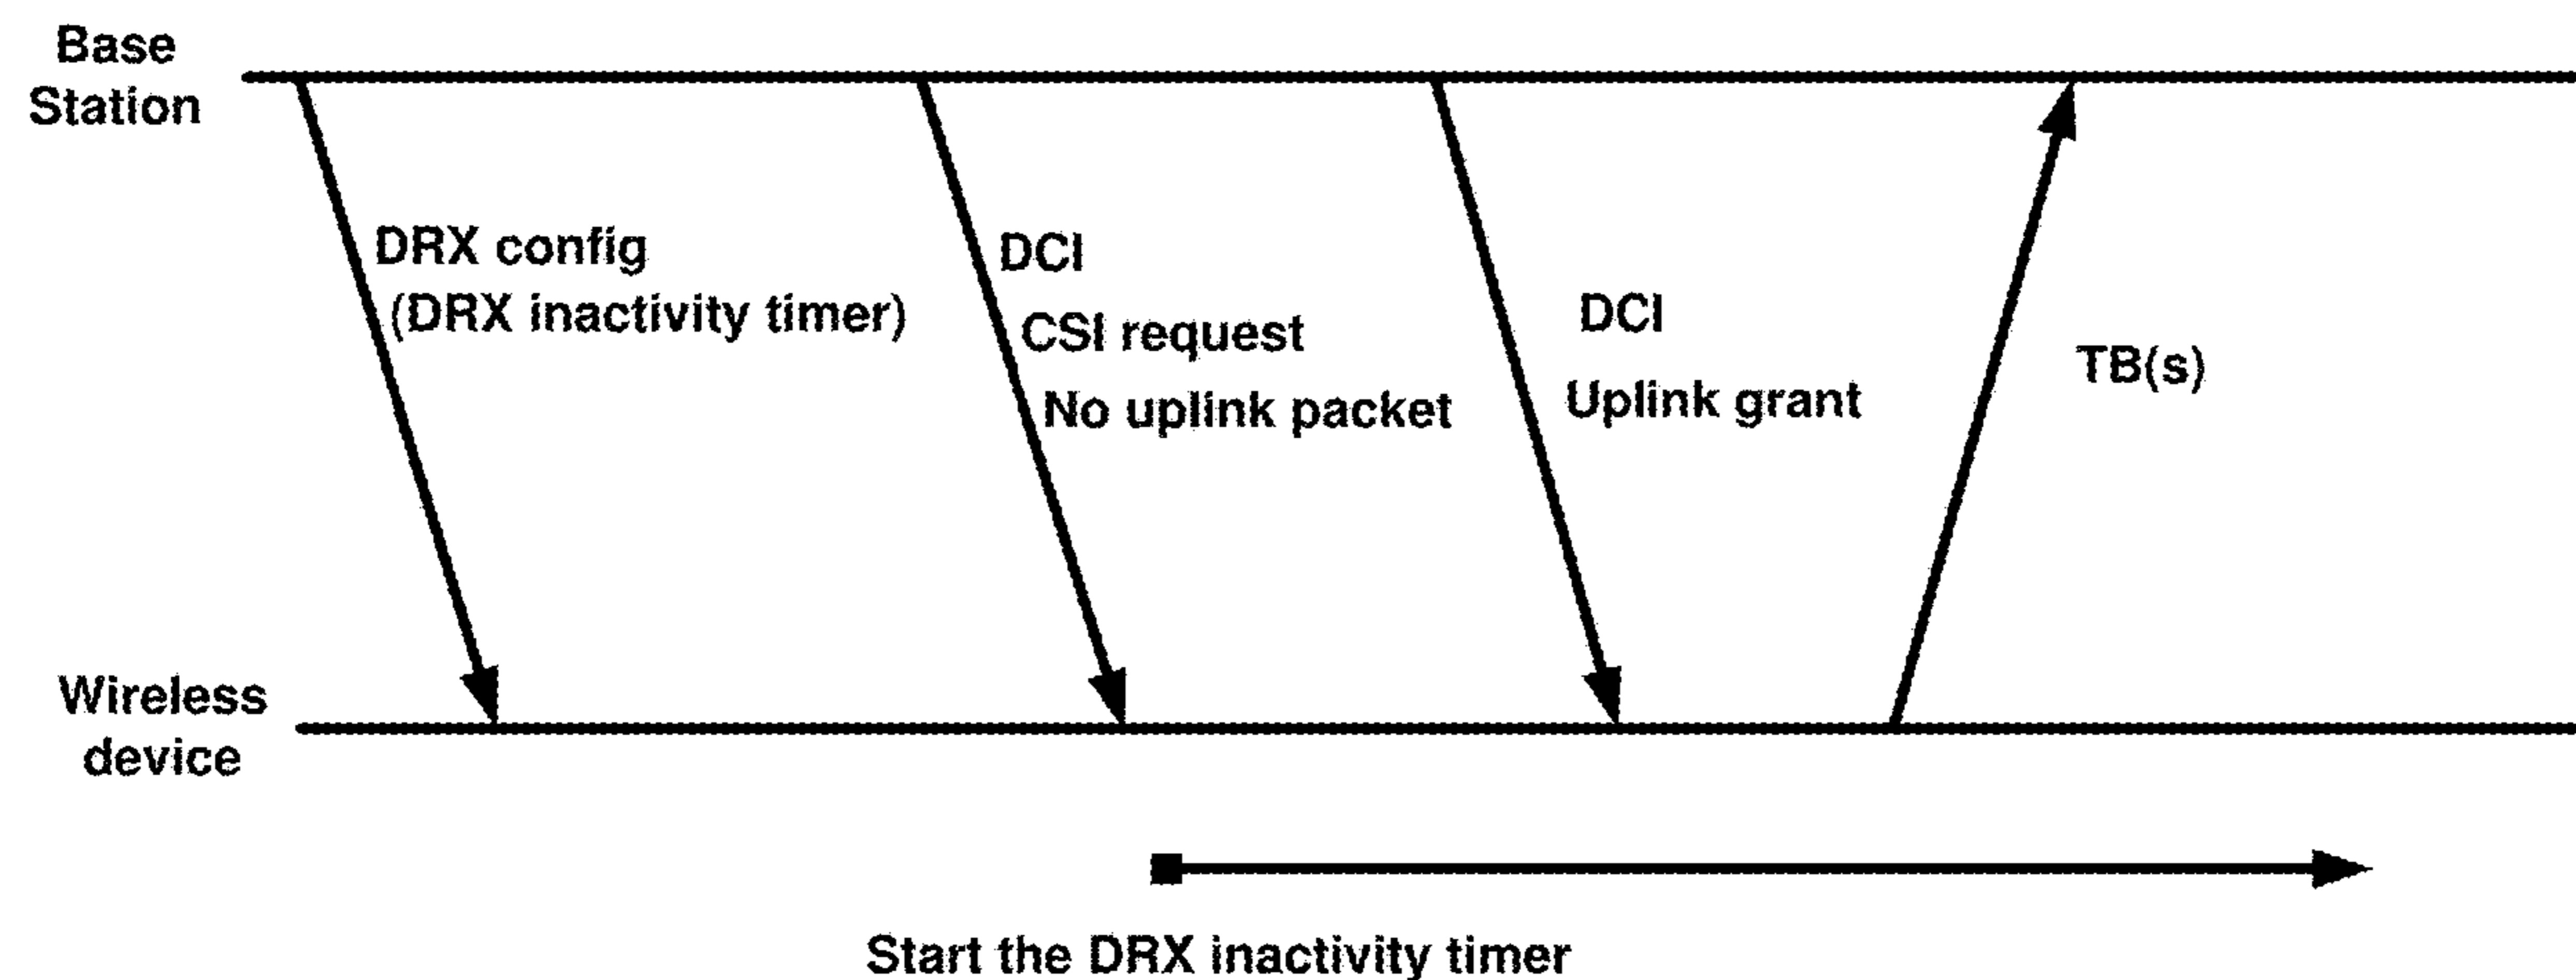 Base
Station
DRX config
(DRX inactivity timer)
DCI
CSI request
No uplink packet
DCI
Uplink grant
TB(s)
Wireless
device
Start the DRX inactivity timer